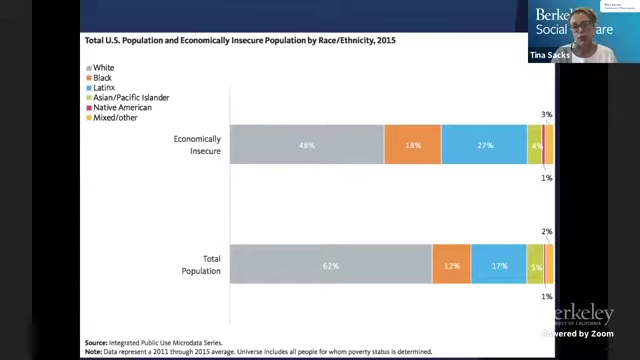 Total U.S. Population and Economically Insecure Population by Race/Ethnicity, 2015
White
Black
Latinx
Asian/Pacific Islander
Native American
Mixed/other
Economically
Insecure
48%
18%
27%
4%
3%
1%
Total
Population
62%
12%
17%
5%
2%
1%
Source: Integrated Public Use Microdata Series.
Note: Data represent a 2011 through 2015 average. Universe includes all people for whom poverty status is determined.
Berkeley
Social
Tina Sacks
Powered by Zoom